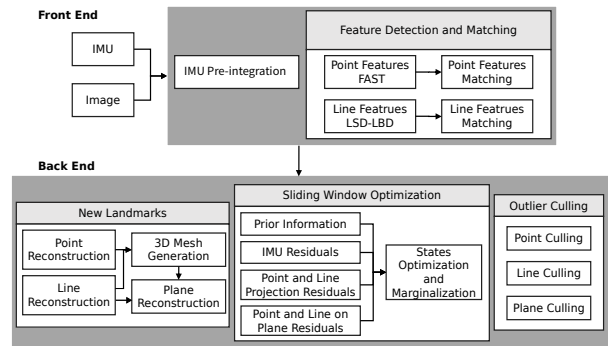 Front End
IMU
Image
IMU Pre-integration
Feature Detection and Matching
Point Features
FAST
Point Features
Matching
Line Featrues
LSD-LBD
Line Featrues
Matching
Back End
New Landmarks
Point
Reconstruction
Line
Reconstruction
3D Mesh
Generation
Plane
Reconstruction
Sliding Window Optimization
Prior Information
IMU Residuals
Point and Line
Projection Residuals
Point and Line on
Plane Residuals
States
Optimization
and
Marginalization
Outlier Culling
Point Culling
Line Culling
Plane Culling